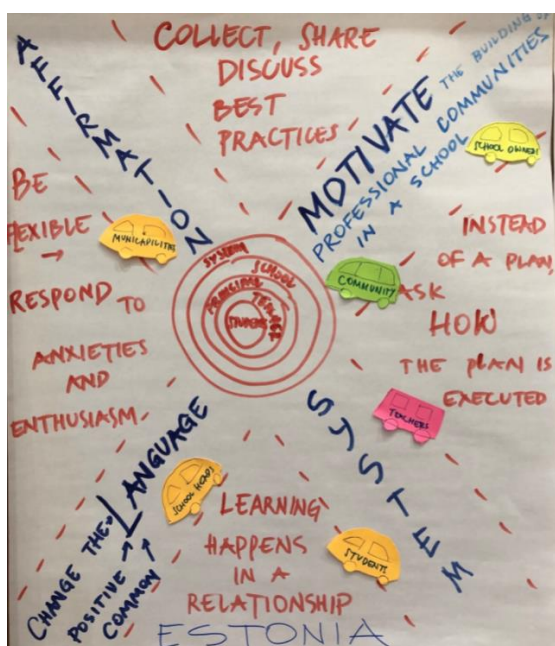 COLLECT, SHARE
DISCUSS
BEST
PRACTICES
AFFIRMATION
MOTIVATE THE BUILDING OF
PROFESSIONAL COMMUNITIES
IN A SCHOOL
SCHOOL OWNERS
BE
FLEXIBLE
→
RESPOND TO
ANXIETIES
AND
ENTHUSIASM
MUNICAPILITIES
SYSTEM
SCHOOL
PRINCIPAL
TEACHER
STUDENT
COMMUNITY
INSTEAD
OF A PLAN
ASK
HOW
THE PLAN IS
EXECUTED
TEACHERS
SYSTEM
CHANGE THE LANGUAGE
POSITIVE →
COMMON ↑
SCHOOL HEADS
LEARNING
HAPPENS
IN A
RELATIONSHIP
STUDENTS
ESTONIA